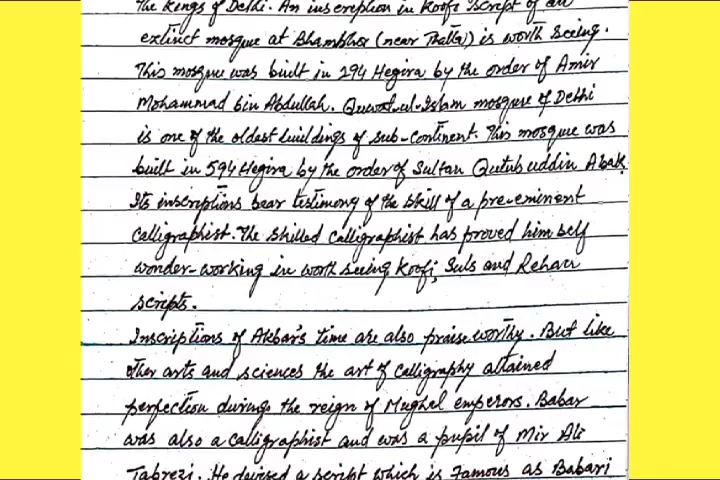 The Kings of Delhi. An inscription in Koofi script of an
extinct mosque at Bhambhor (near Thatta) is worth seeing.
This mosque was built in 294 Hegira by the order of Amir
Mohammad bin Abdullah. Quwat-ul-Islam mosque of Delhi
is one of the oldest buildings of sub-continent. This mosque was
built in 594 Hegira by the order of Sultan Qutub uddin Abak.
Its inscriptions bear testimony of the skill of a pre-eminent
calligraphist. The skilled calligraphist has proved him self
wonder-working in worth seeing Koofi, Suls and Rehan
scripts.
Inscriptions of Akbar's time are also praise worthy. But like
other arts and sciences the art of calligraphy attained
perfection during the reign of Mughal emperors. Babar
was also a calligraphist and was a pupil of Mir Ali
Tabrezi. He devised a script which is famous as Babari